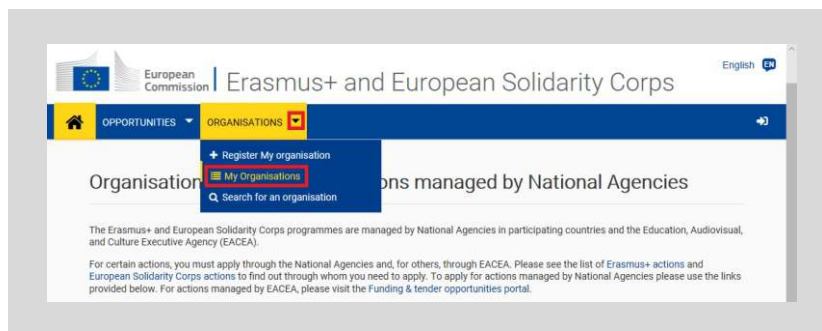 European
Commission
Erasmus+ and European Solidarity Corps
English EN
OPPORTUNITIES
ORGANISATIONS
Register My organisation
My Organisations
Search for an organisation
Organisation ons managed by National Agencies
The Erasmus+ and European Solidarity Corps programmes are managed by National Agencies in participating countries and the Education, Audiovisual,
and Culture Executive Agency (EACEA).
For certain actions, you must apply through the National Agencies and, for others, through EACEA. Please see the list of Erasmus+ actions and
European Solidarity Corps actions to find out through whom you need to apply. To apply for actions managed by National Agencies please use the links
provided below. For actions managed by EACEA, please visit the Funding & tender opportunities portal.